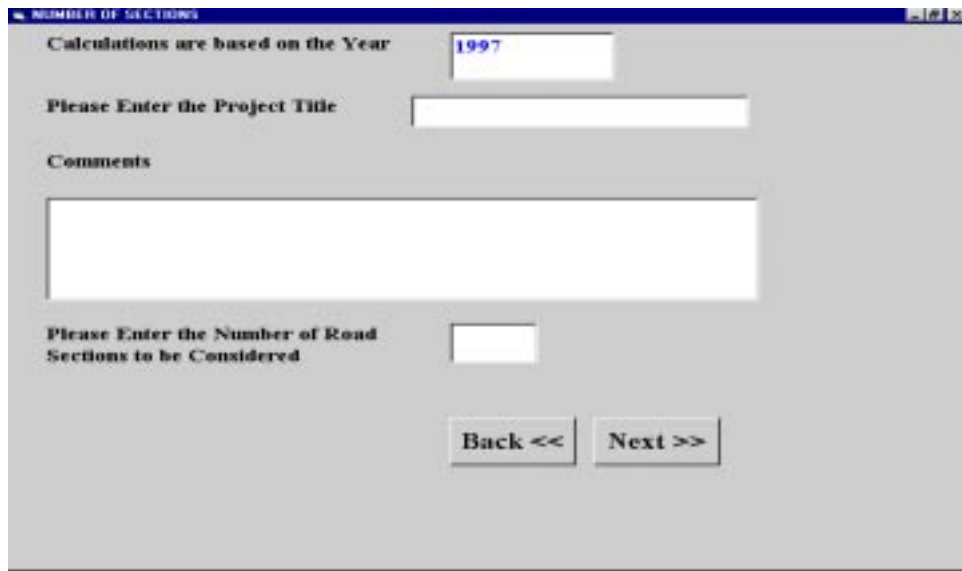 NUMBER OF SECTIONS
Calculations are based on the Year
1997
Please Enter the Project Title
Comments
Please Enter the Number of Road
Sections to be Considered
Back <<
Next >>